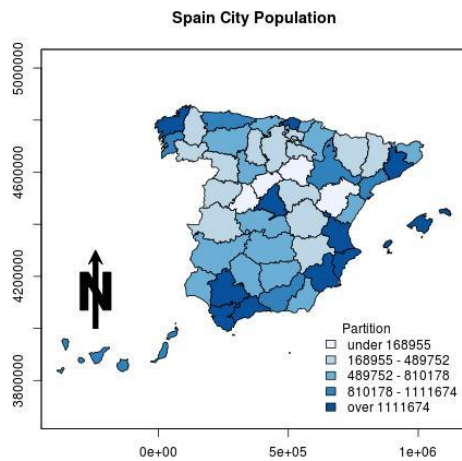 Spain City Population
5000000
4600000
4200000
3800000
N
Partition
under 168955
168955 - 489752
489752 - 810178
810178 - 1111674
over 1111674
0e+00
5e+05
1e+06